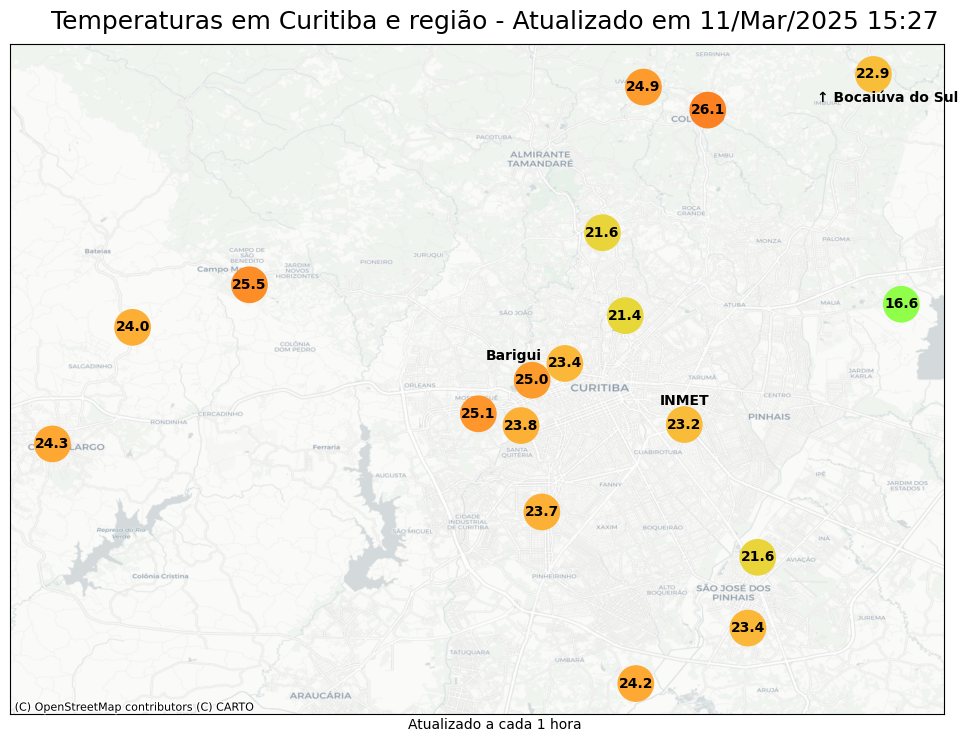 Temperaturas em Curitiba e região - Atualizado em 11/Mar/2025 15:27
SERRINHA
22.9
24.9
↑ Bocaiúva do Sul
26.1
PACOTUBA
ALMIRANTE
TAMANDARÉ
EMBU
ROÇA
GRANDE
21.6
MONZA
PALOMA
Bateias
CAMPO DE
SÃO
BENEDITO
JURUQUI
PIONEIRO
JARDIM
NOVOS
HORIZONTES
Campo M
25.5
16.6
MAUÁ
ATUBA
SÃO JOÃO
21.4
24.0
COLÔNIA
DOM PEDRO
Barigui
23.4
SALGADINHO
JARDIM
KARLA
25.0
TARUMÃ
ORLEANS
CURITIBA
CENTRO
INMET
25.1
CERCADINHO
RONDINHA
PINHAIS
23.8
23.2
24.3
LARGO
Ferraria
SANTA
QUITÉRIA
GUABIROTUBA
AUGUSTA
IPÊ
FANNY
JARDIM DOS
ESTADOS I
23.7
CIDADE
INDUSTRIAL
DE CURITIBA
SÃO MIGUEL
XAXIM
BOQUEIRÃO
Represa do Rio
Verde
INÁ
21.6
AVIAÇÃO
Colônia Cristina
PINHEIRINHO
ALTO
BOQUEIRÃO
SÃO JOSÉ DOS
PINHAIS
JUREMA
23.4
TATUQUARA
UMBARÁ
24.2
ARUJÁ
ARAUCÁRIA
(C) OpenStreetMap contributors (C) CARTO
Atualizado a cada 1 hora